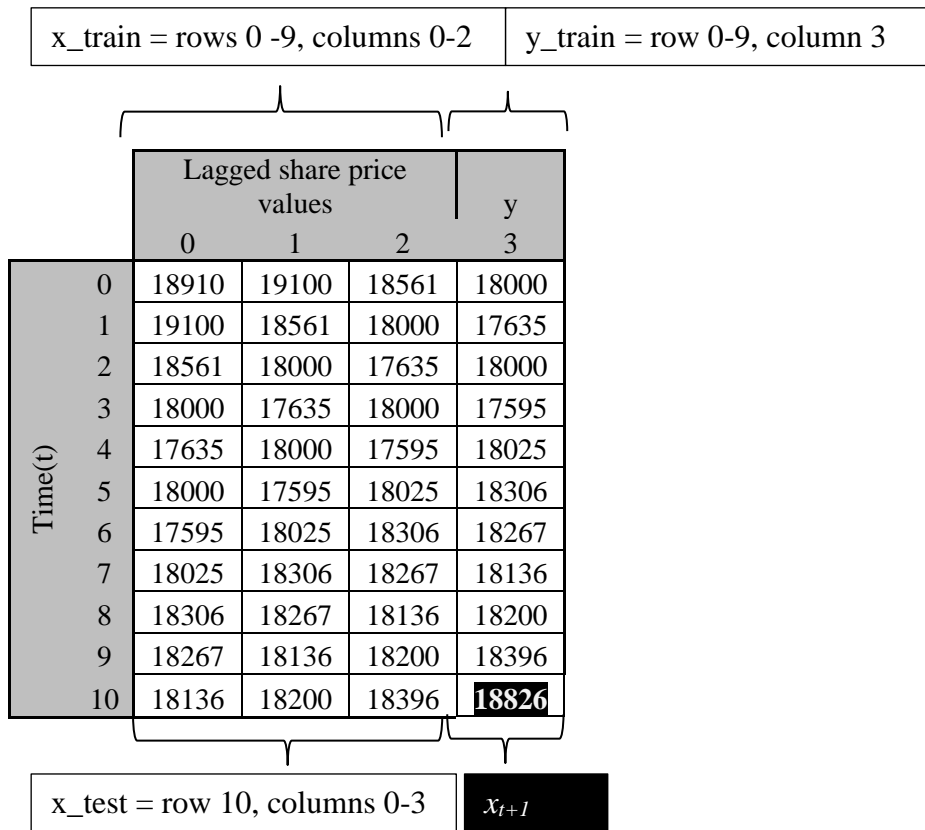 x_train = rows 0 -9, columns 0-2 y_train = row 0-9, column 3
Lagged share price
values y
0 1 2 3
0 18910 19100 18561 18000
1 19100 18561 18000 17635
2 18561 18000 17635 18000
3 18000 17635 18000 17595
4 17635 18000 17595 18025
Time(t)
5 18000 17595 18025 18306
6 17595 18025 18306 18267
7 18025 18306 18267 18136
8 18306 18267 18136 18200
9 18267 18136 18200 18396
10 18136 18200 18396 18826
x_test = row 10, columns 0-3 xt+1